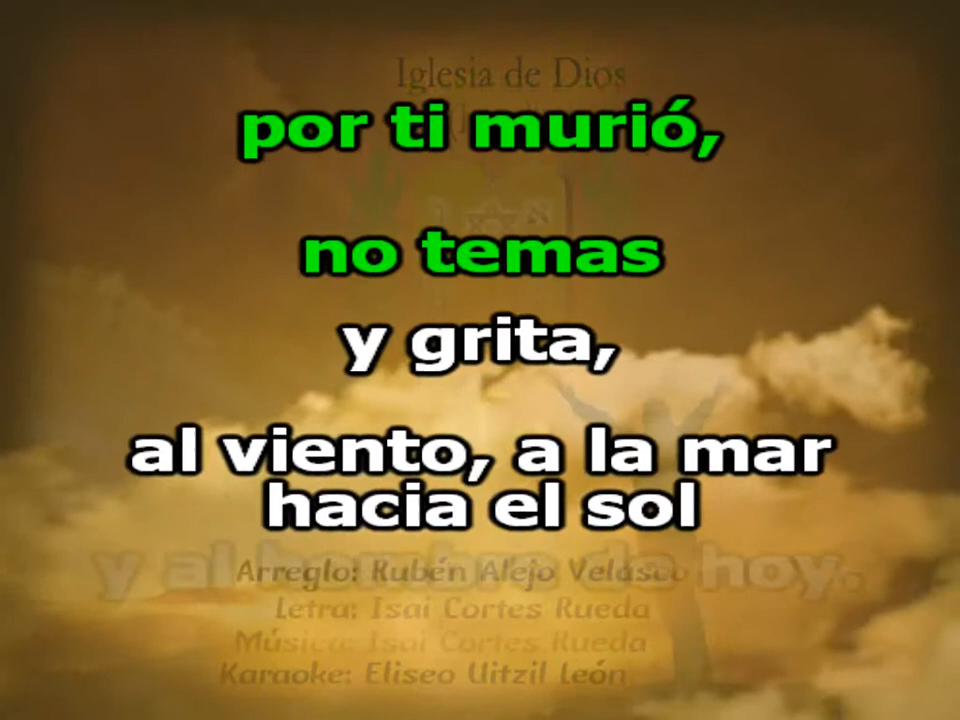 Iglesia de Dios
por ti murió,
no temas
y grita,
al viento, a la mar
hacia el sol
y al hombre de hoy.
Arreglo: Rubén Alejo Velasco
Letra: Isai Cortes Rueda
Música: Isai Cortes Rueda
Karaoke: Eliseo Uitzil León